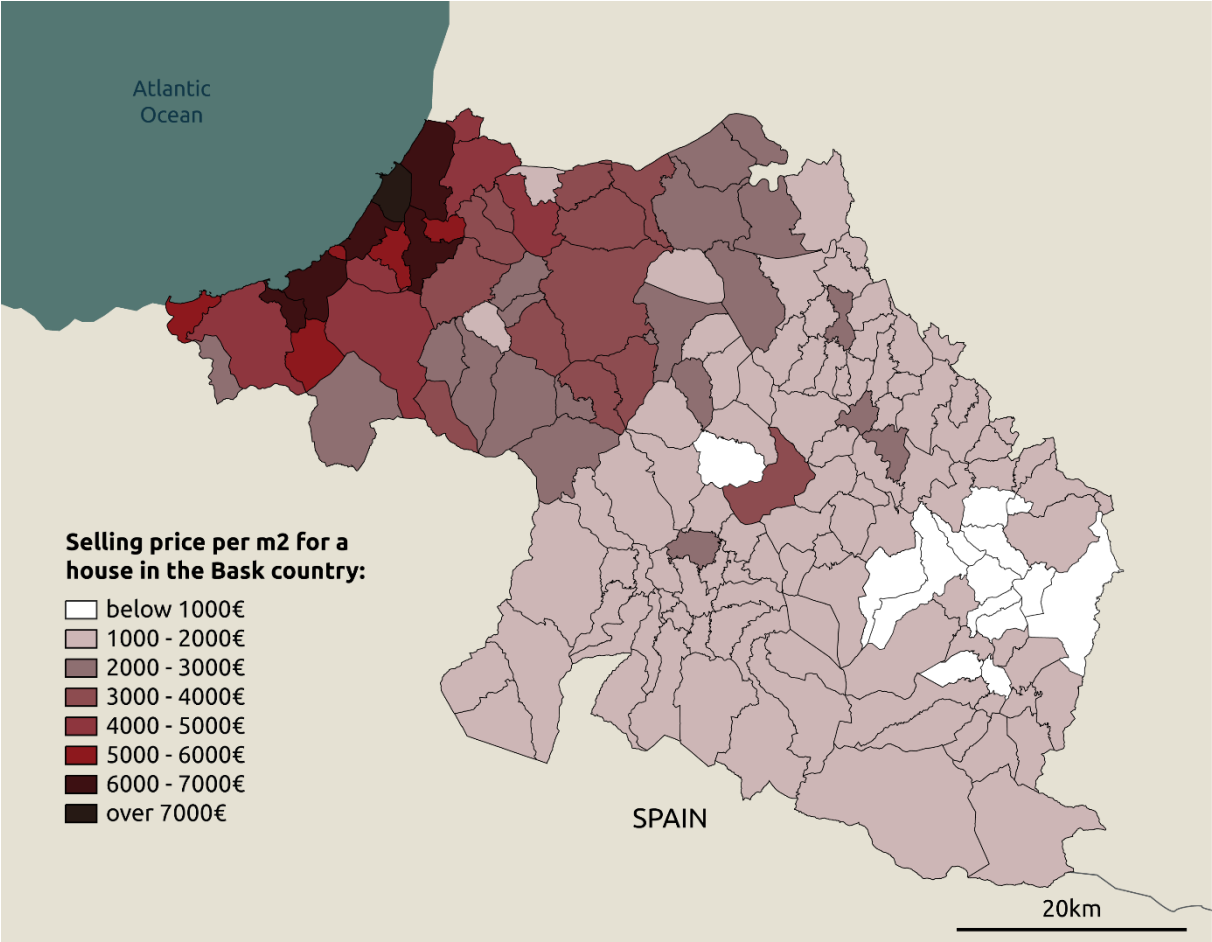 Atlantic
Ocean
Selling price per m2 for a
house in the Bask country:
below 1000€
1000 - 2000€
2000 - 3000€
3000 - 4000€
4000 - 5000€
5000 - 6000€
6000 - 7000€
over 7000€
SPAIN
20km